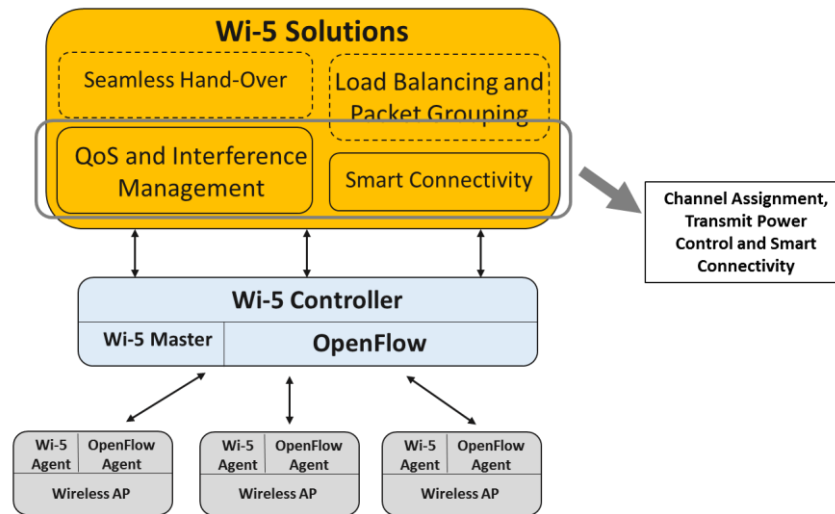 Wi-5 Solutions
Seamless Hand-Over
Load Balancing and
Packet Grouping
QoS and Interference
Management
Smart Connectivity
Channel Assignment,
Transmit Power
Control and Smart
Connectivity
Wi-5 Controller
Wi-5 Master
OpenFlow
Wi-5
Agent
OpenFlow
Agent
Wireless AP
Wi-5
Agent
OpenFlow
Agent
Wireless AP
Wi-5
Agent
OpenFlow
Agent
Wireless AP